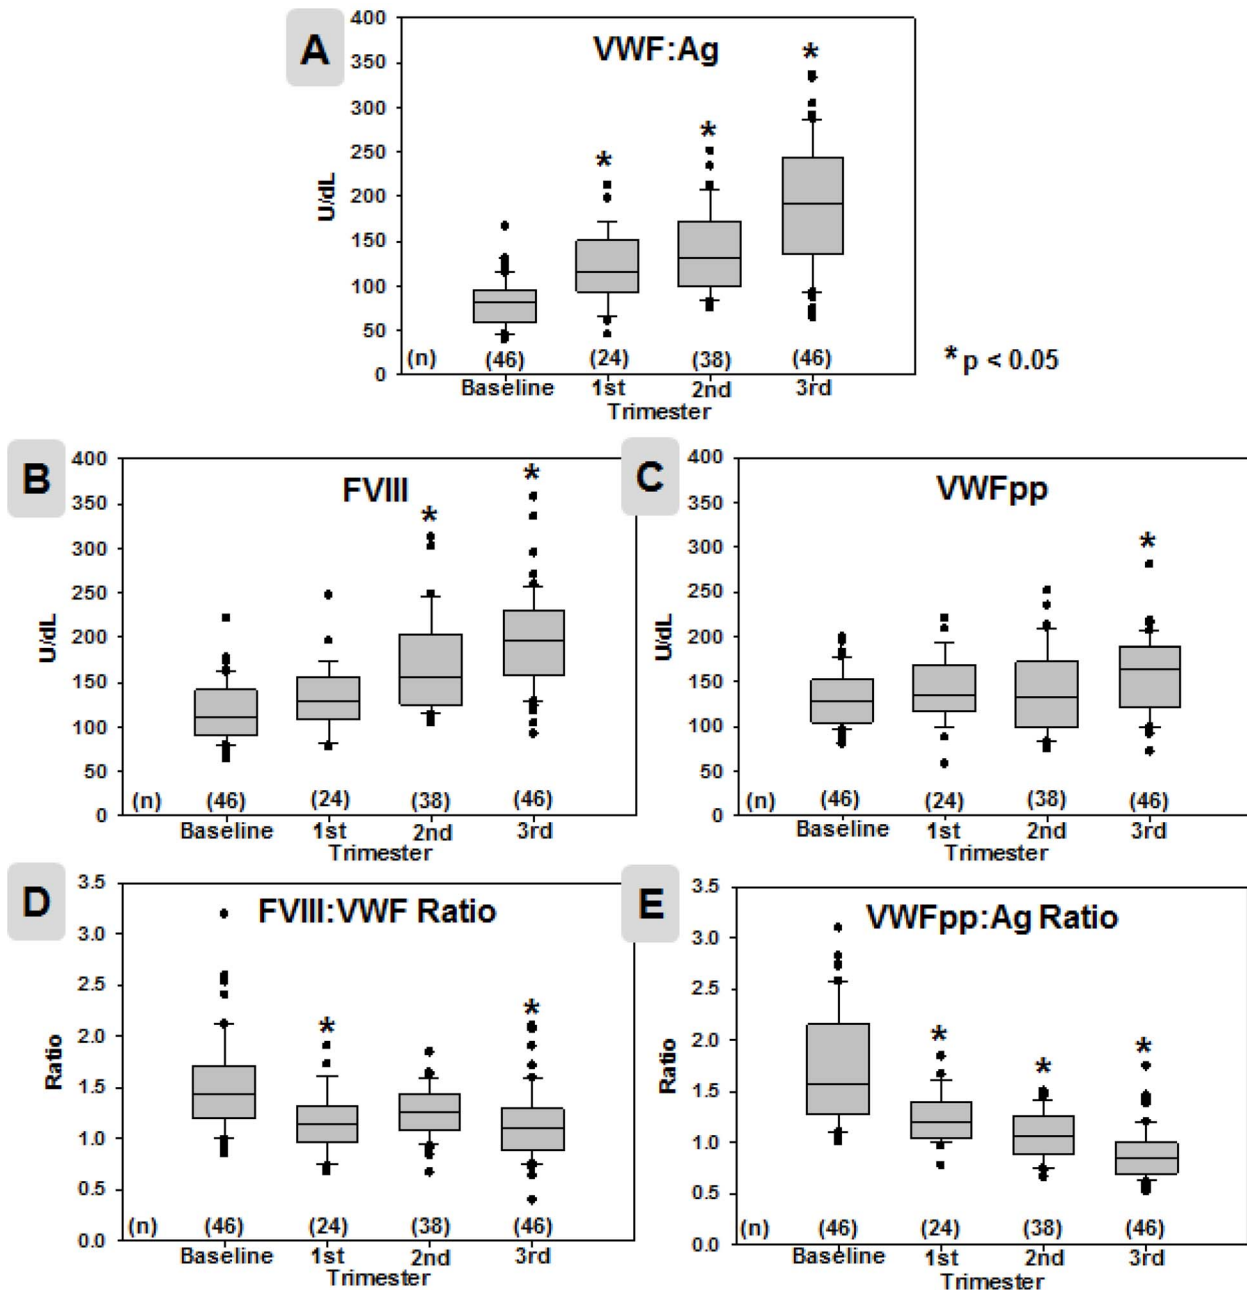 A
VWF:Ag
400
350
300
250
200
150
100
50
0
U/dL
*
*
*
(n) (46) (24) (38) (46)
Baseline 1st 2nd 3rd
Trimester
* p < 0.05
B
FVIII
400
350
300
250
200
150
100
50
0
U/dL
*
*
(n) (46) (24) (38) (46)
Baseline 1st 2nd 3rd
Trimester
C
VWFpp
400
350
300
250
200
150
100
50
0
U/dL
*
(n) (46) (24) (38) (46)
Baseline 1st 2nd 3rd
Trimester
D
FVIII:VWF Ratio
3.5
3.0
2.5
2.0
1.5
1.0
0.5
0.0
Ratio
*
*
(n) (46) (24) (38) (46)
Baseline 1st 2nd 3rd
Trimester
E
VWFpp:Ag Ratio
3.5
3.0
2.5
2.0
1.5
1.0
0.5
0.0
Ratio
*
*
*
(n) (46) (24) (38) (46)
Baseline 1st 2nd 3rd
Trimester